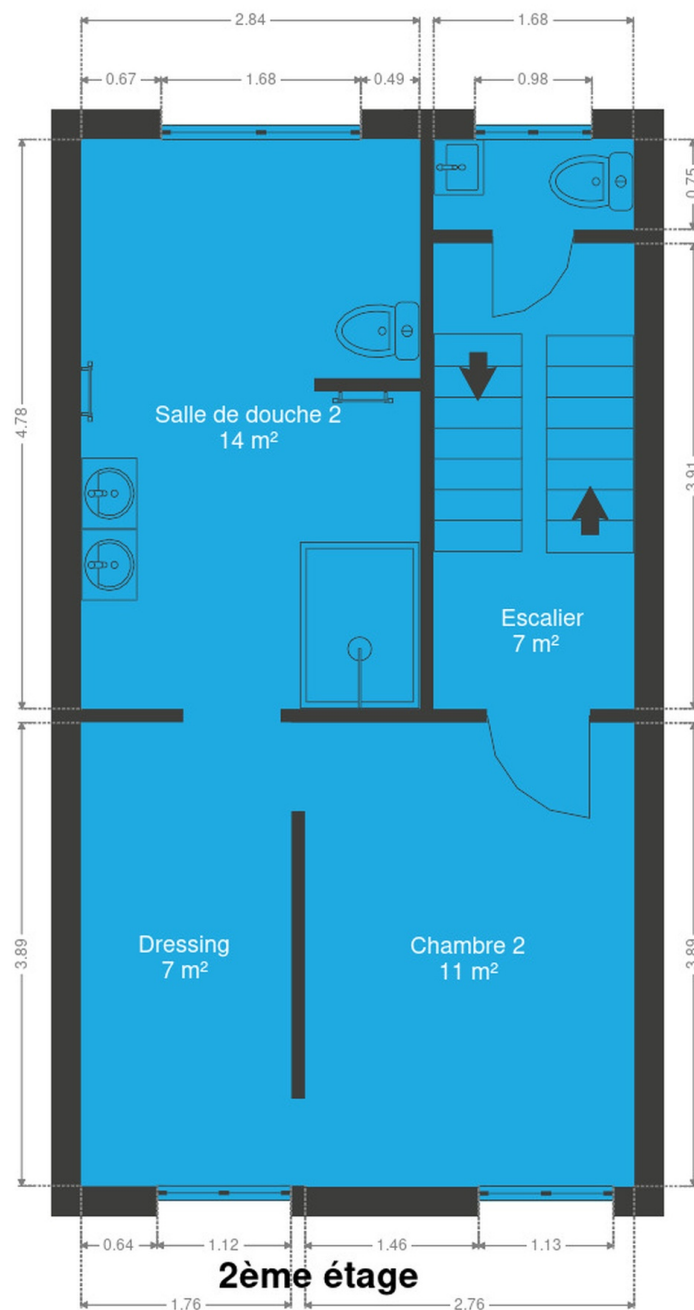 2.84
1.68
0.67
1.68
0.49
0.98
0.75
4.78
3.91
Salle de douche 2
14 m²
Escalier
7 m²
3.89
3.89
Dressing
7 m²
Chambre 2
11 m²
0.64
1.12
1.46
1.13
2ème étage
1.76
2.76